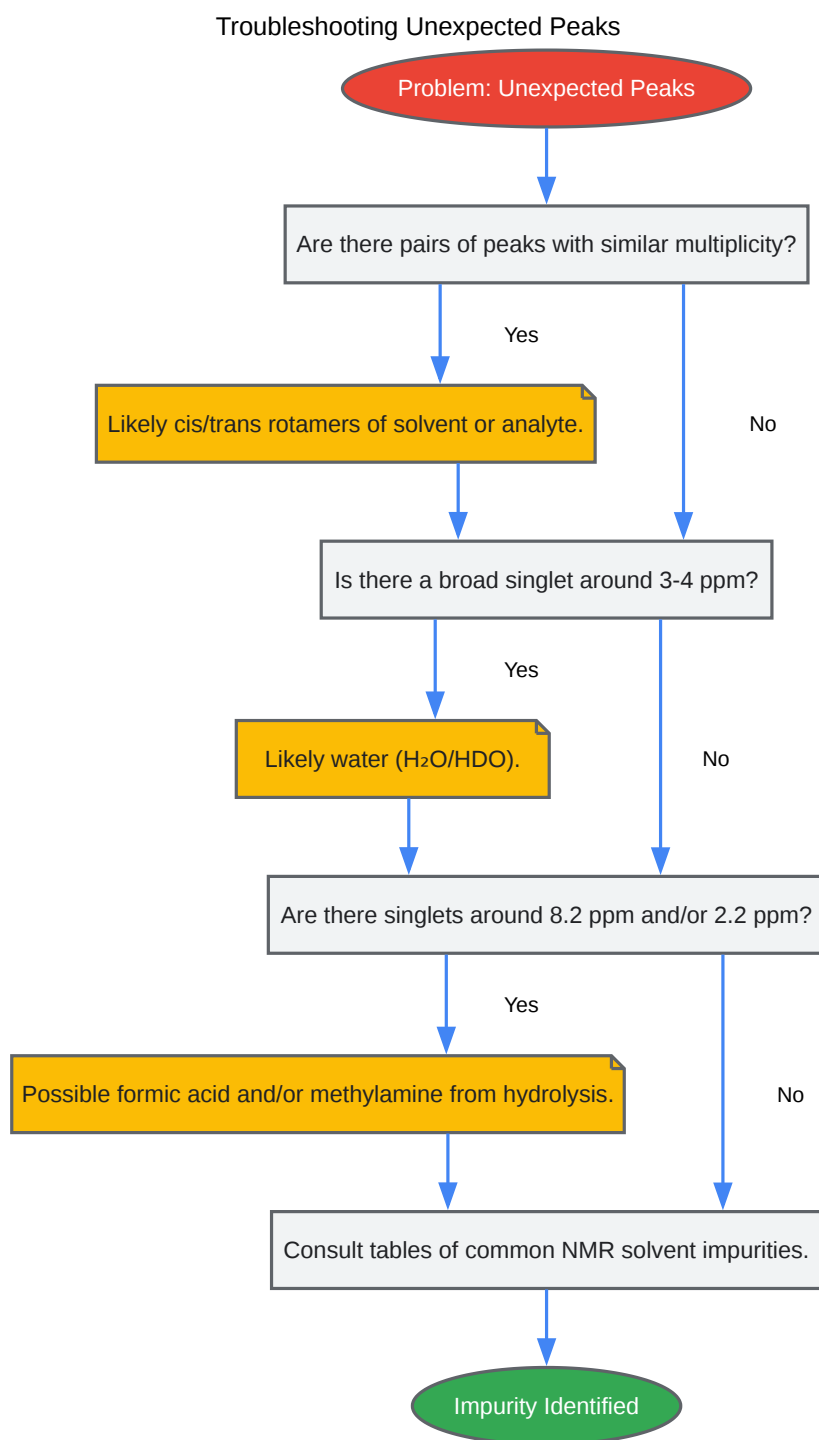 Troubleshooting Unexpected Peaks
Problem: Unexpected Peaks
Are there pairs of peaks with similar multiplicity?
Yes
Likely cis/trans rotamers of solvent or analyte.
No
Is there a broad singlet around 3-4 ppm?
Yes
Likely water (H₂O/HDO).
No
Are there singlets around 8.2 ppm and/or 2.2 ppm?
Yes
Possible formic acid and/or methylamine from hydrolysis.
No
Consult tables of common NMR solvent impurities.
Impurity Identified